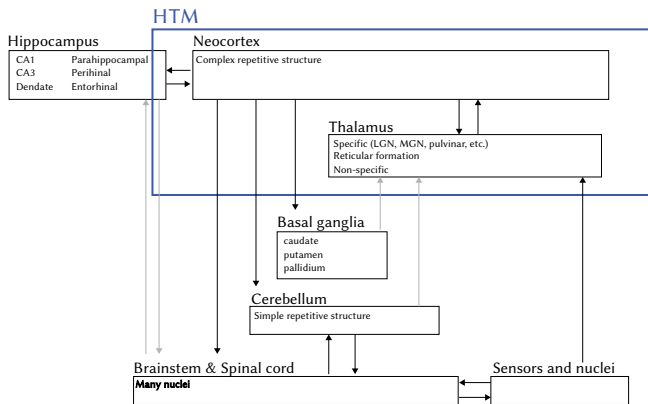 HTM
Hippocampus
CA1 Parahippocampal
CA3 Perihinal
Dendate Entorhinal
Neocortex
Complex repetitive structure
Thalamus
Specific (LGN, MGN, pulvinar, etc.)
Reticular formation
Non-specific
Basal ganglia
caudate
putamen
pallidium
Cerebellum
Simple repetitive structure
Brainstem & Spinal cord
Many nuclei
Sensors and nuclei